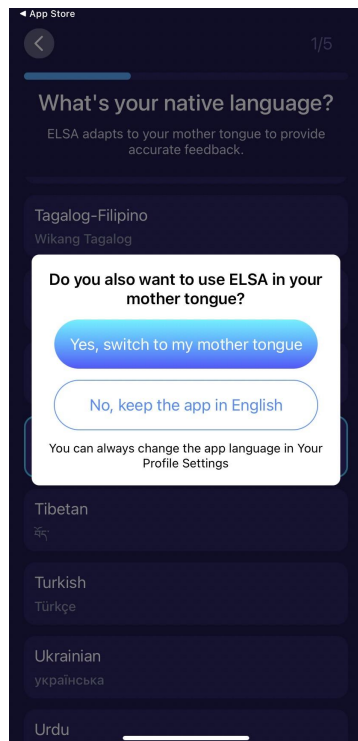 ◀ App Store
1/5
What's your native language?
ELSA adapts to your mother tongue to provide
accurate feedback.
Tagalog-Filipino
Wikang Tagalog
Do you also want to use ELSA in your
mother tongue?
Yes, switch to my mother tongue
No, keep the app in English
You can always change the app language in Your
Profile Settings
Tibetan
བོད་
Turkish
Türkçe
Ukrainian
українська
Urdu